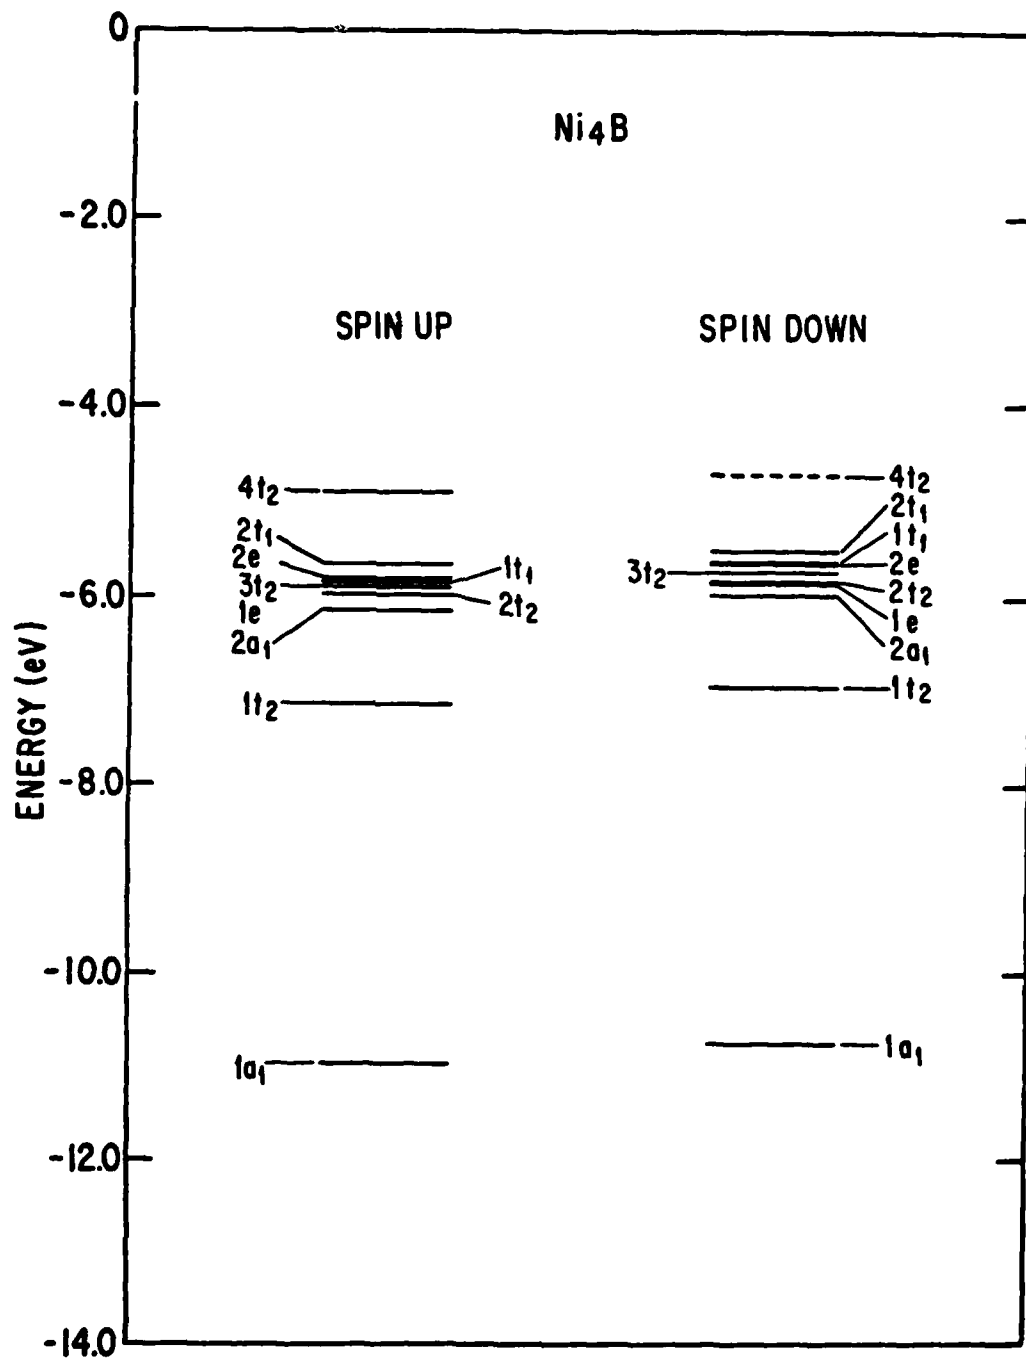 0
Ni4B
-2.0
SPIN UP
SPIN DOWN
-4.0
4t2
4t2
2t1
2t1
1t1
2e
1t1
2e
3t2
3t2
-6.0
2t2
2t2
1e
1e
2a1
2a1
1t2
1t2
ENERGY (eV)
-8.0
-10.0
1a1
1a1
-12.0
-14.0